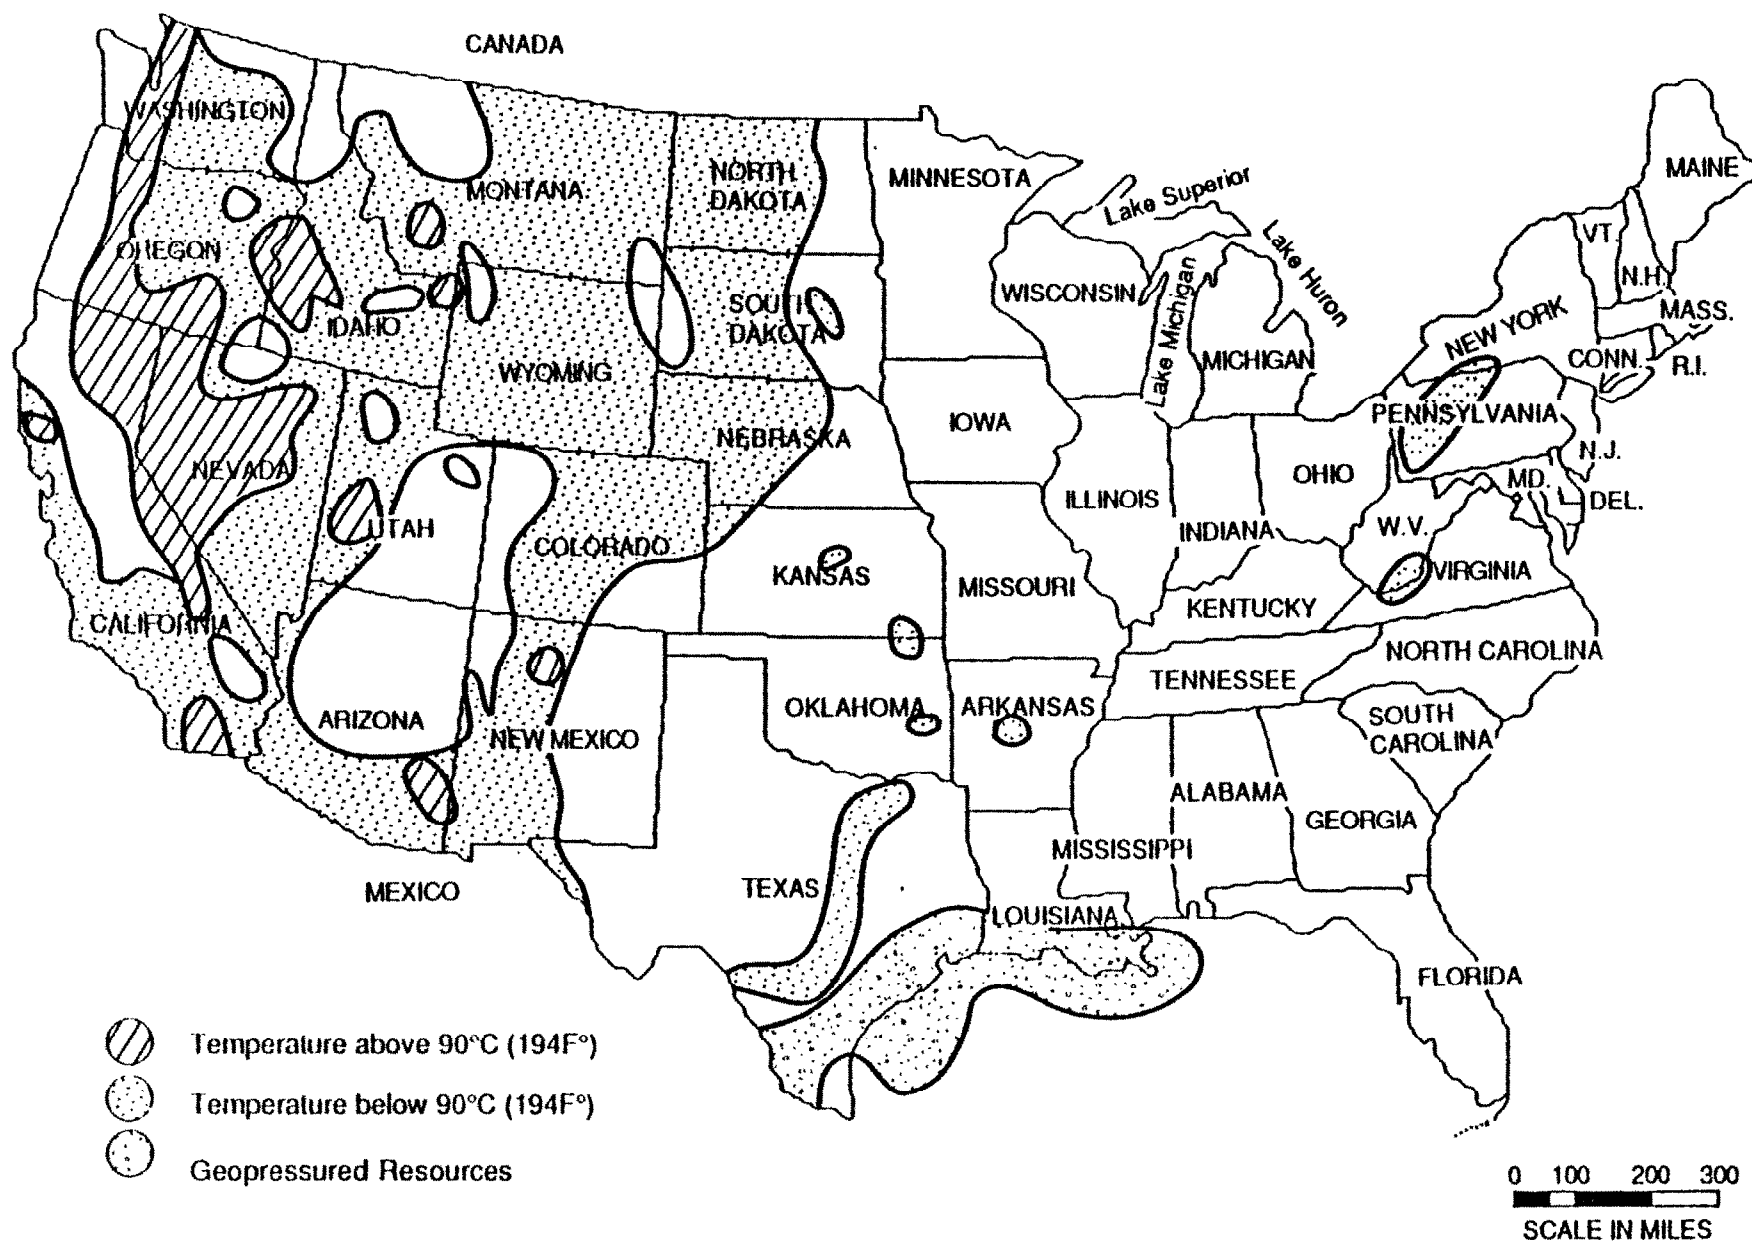 CANADA
WASHINGTON
MONTANA
NORTH
DAKOTA
MINNESOTA
Lake Superior
MAINE
OREGON
IDAHO
SOUTH
DAKOTA
WISCONSIN
Lake Michigan
Lake Huron
MICHIGAN
VT.
N.H.
MASS.
NEW YORK
CONN.
R.I.
WYOMING
NEBRASKA
IOWA
PENNSYLVANIA
N.J.
NEVADA
UTAH
COLORADO
KANSAS
MISSOURI
ILLINOIS
INDIANA
OHIO
MD.
DEL.
W.V.
VIRGINIA
KENTUCKY
CALIFORNIA
ARIZONA
NEW MEXICO
OKLAHOMA
ARKANSAS
TENNESSEE
NORTH CAROLINA
SOUTH
CAROLINA
ALABAMA
GEORGIA
MISSISSIPPI
MEXICO
TEXAS
LOUISIANA
FLORIDA
Temperature above 90°C (194F°)
Temperature below 90°C (194F°)
Geopressured Resources
0 100 200 300
SCALE IN MILES